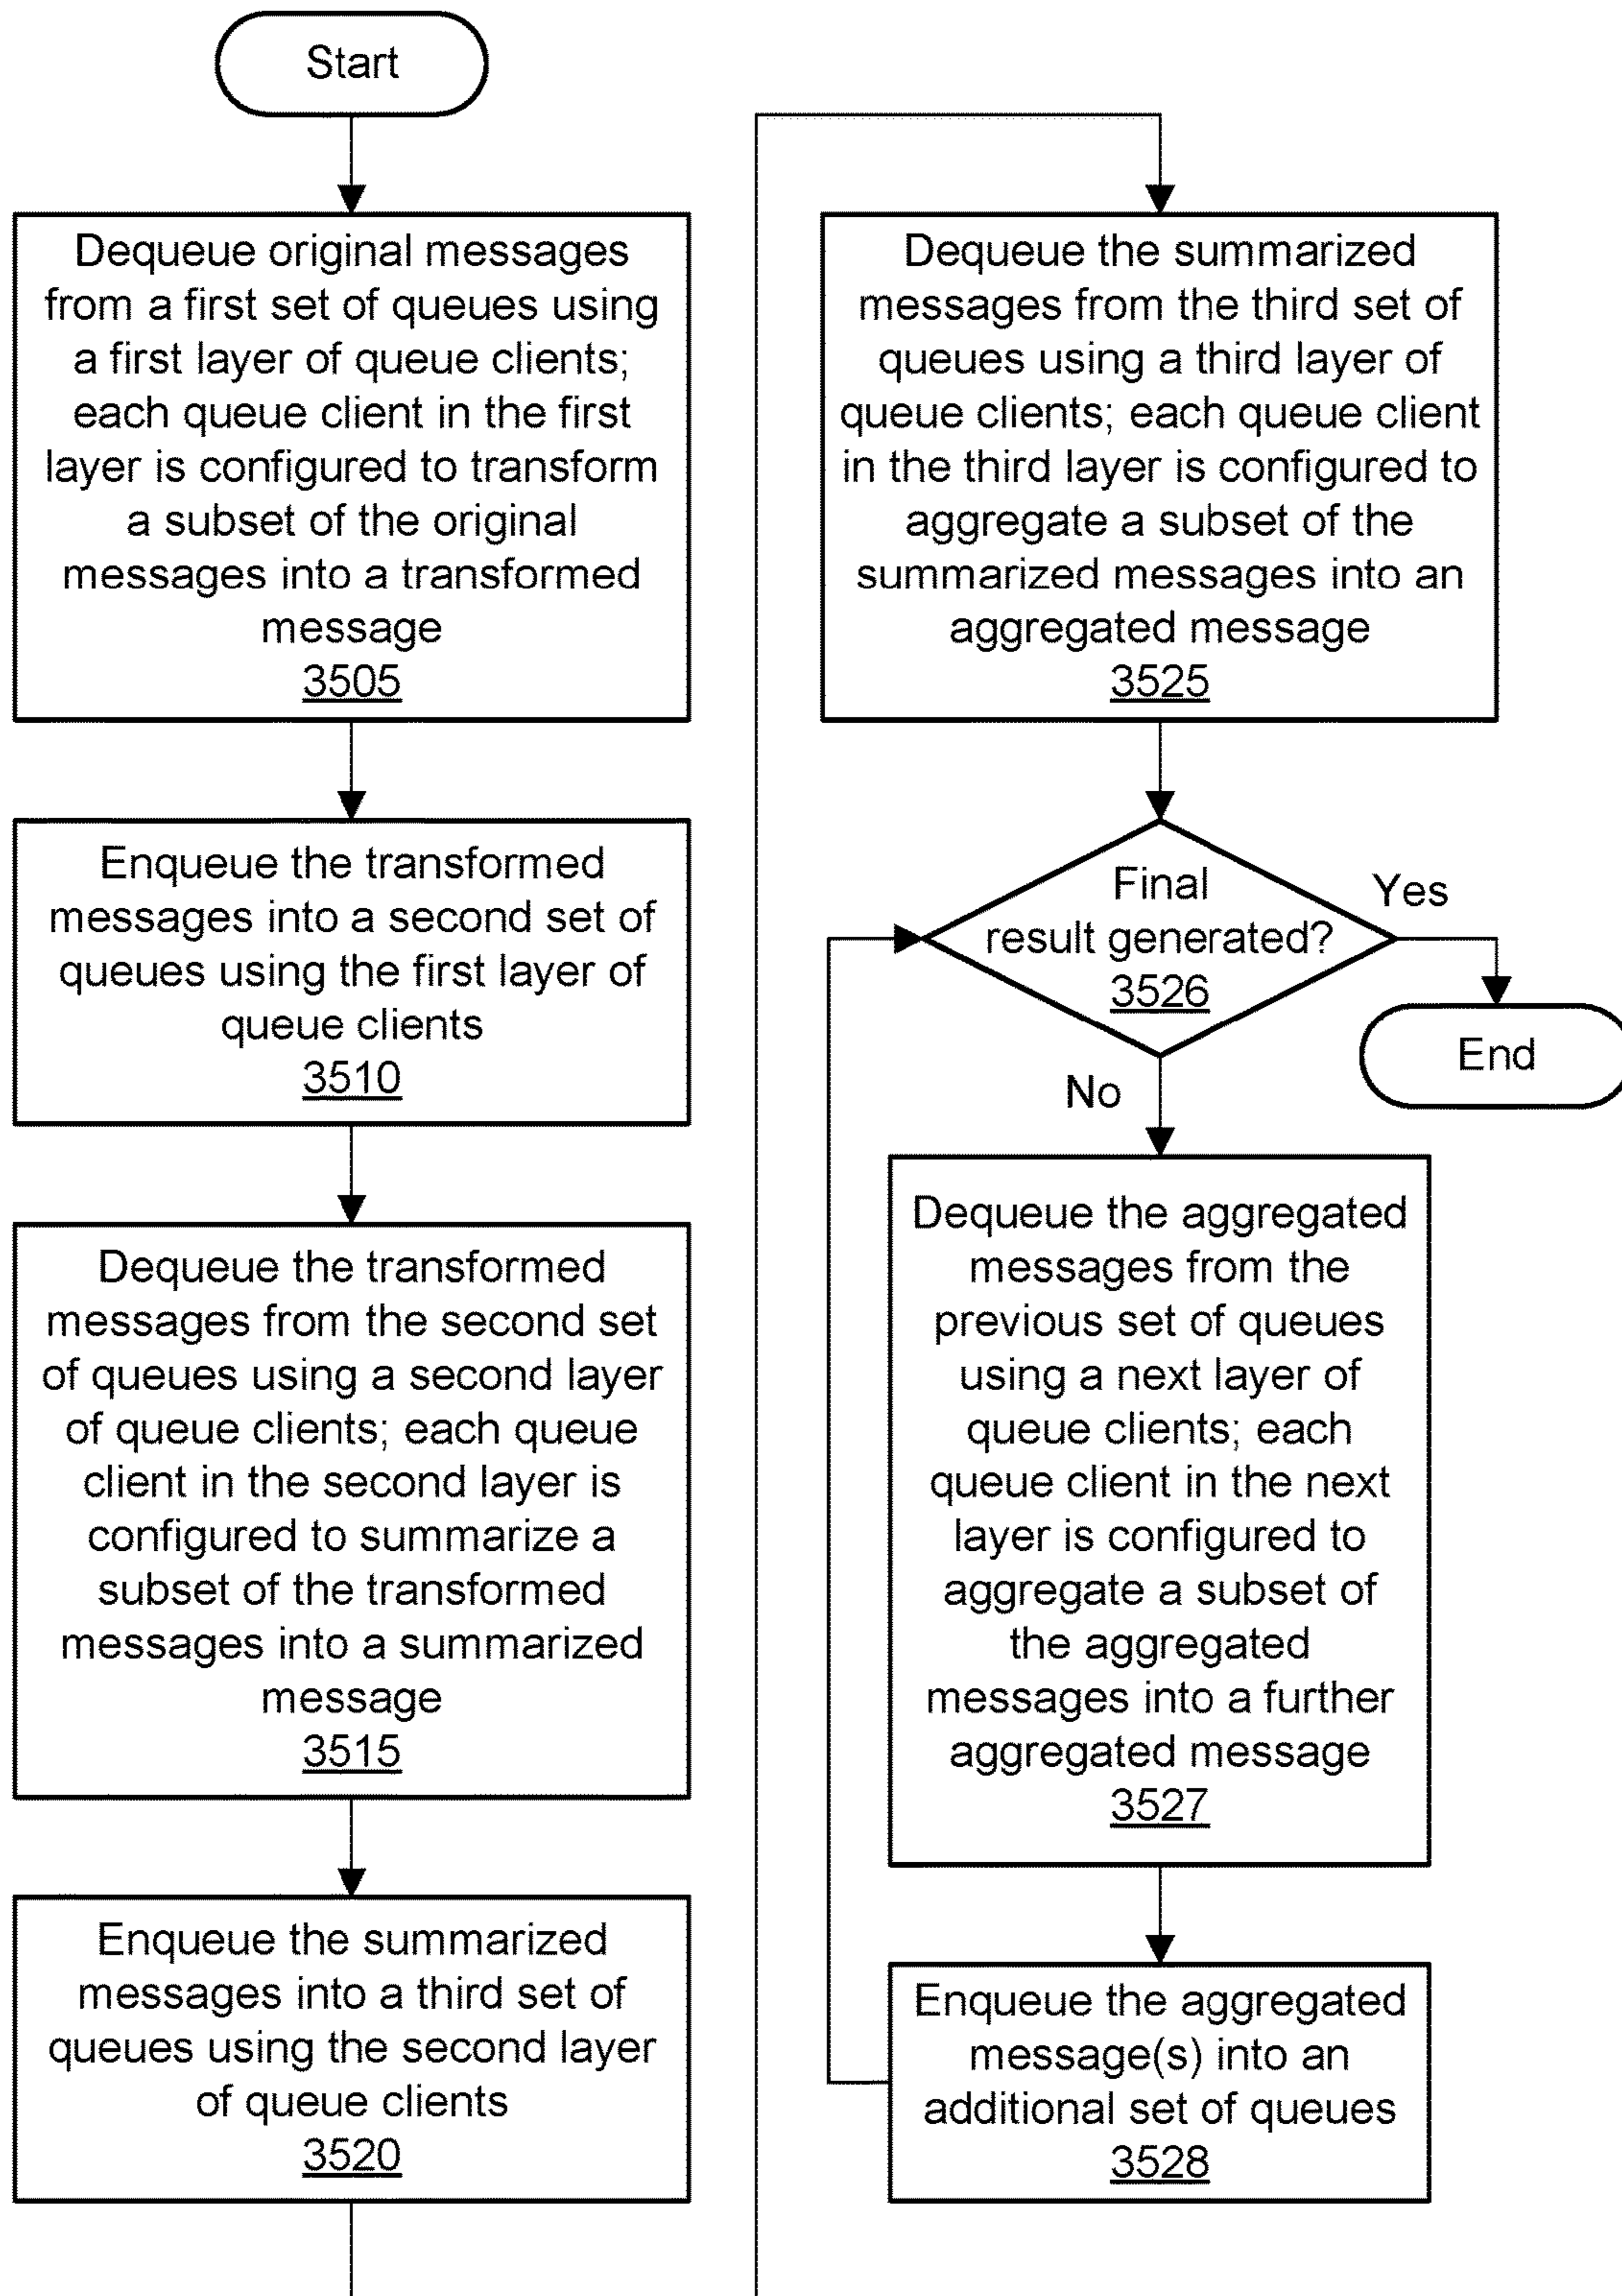 Start
Dequeue original messages
from a first set of queues using
a first layer of queue clients;
each queue client in the first
layer is configured to transform
a subset of the original
messages into a transformed
message
3505
Enqueue the transformed
messages into a second set of
queues using the first layer of
queue clients
3510
Dequeue the transformed
messages from the second set
of queues using a second layer
of queue clients; each queue
client in the second layer is
configured to summarize a
subset of the transformed
messages into a summarized
message
3515
Enqueue the summarized
messages into a third set of
queues using the second layer
of queue clients
3520
Dequeue the summarized
messages from the third set of
queues using a third layer of
queue clients; each queue client
in the third layer is configured to
aggregate a subset of the
summarized messages into an
aggregated message
3525
Final
result generated?
3526
Yes
End
No
Dequeue the aggregated
messages from the
previous set of queues
using a next layer of
queue clients; each
queue client in the next
layer is configured to
aggregate a subset of
the aggregated
messages into a further
aggregated message
3527
Enqueue the aggregated
message(s) into an
additional set of queues
3528